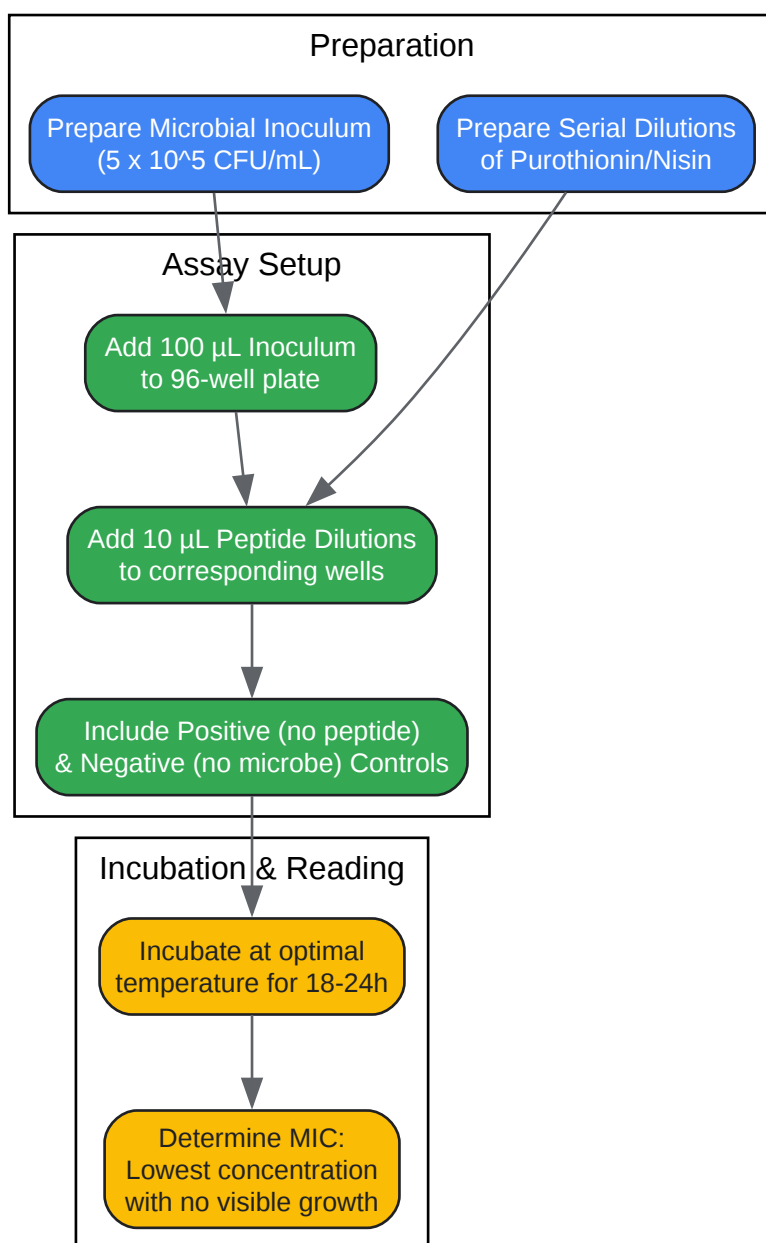 Preparation
Prepare Microbial Inoculum
(5 x 10^5 CFU/mL)
Prepare Serial Dilutions
of Purothionin/Nisin
Assay Setup
Add 100 µL Inoculum
to 96-well plate
Add 10 µL Peptide Dilutions
to corresponding wells
Include Positive (no peptide)
& Negative (no microbe) Controls
Incubation & Reading
Incubate at optimal
temperature for 18-24h
Determine MIC:
Lowest concentration
with no visible growth